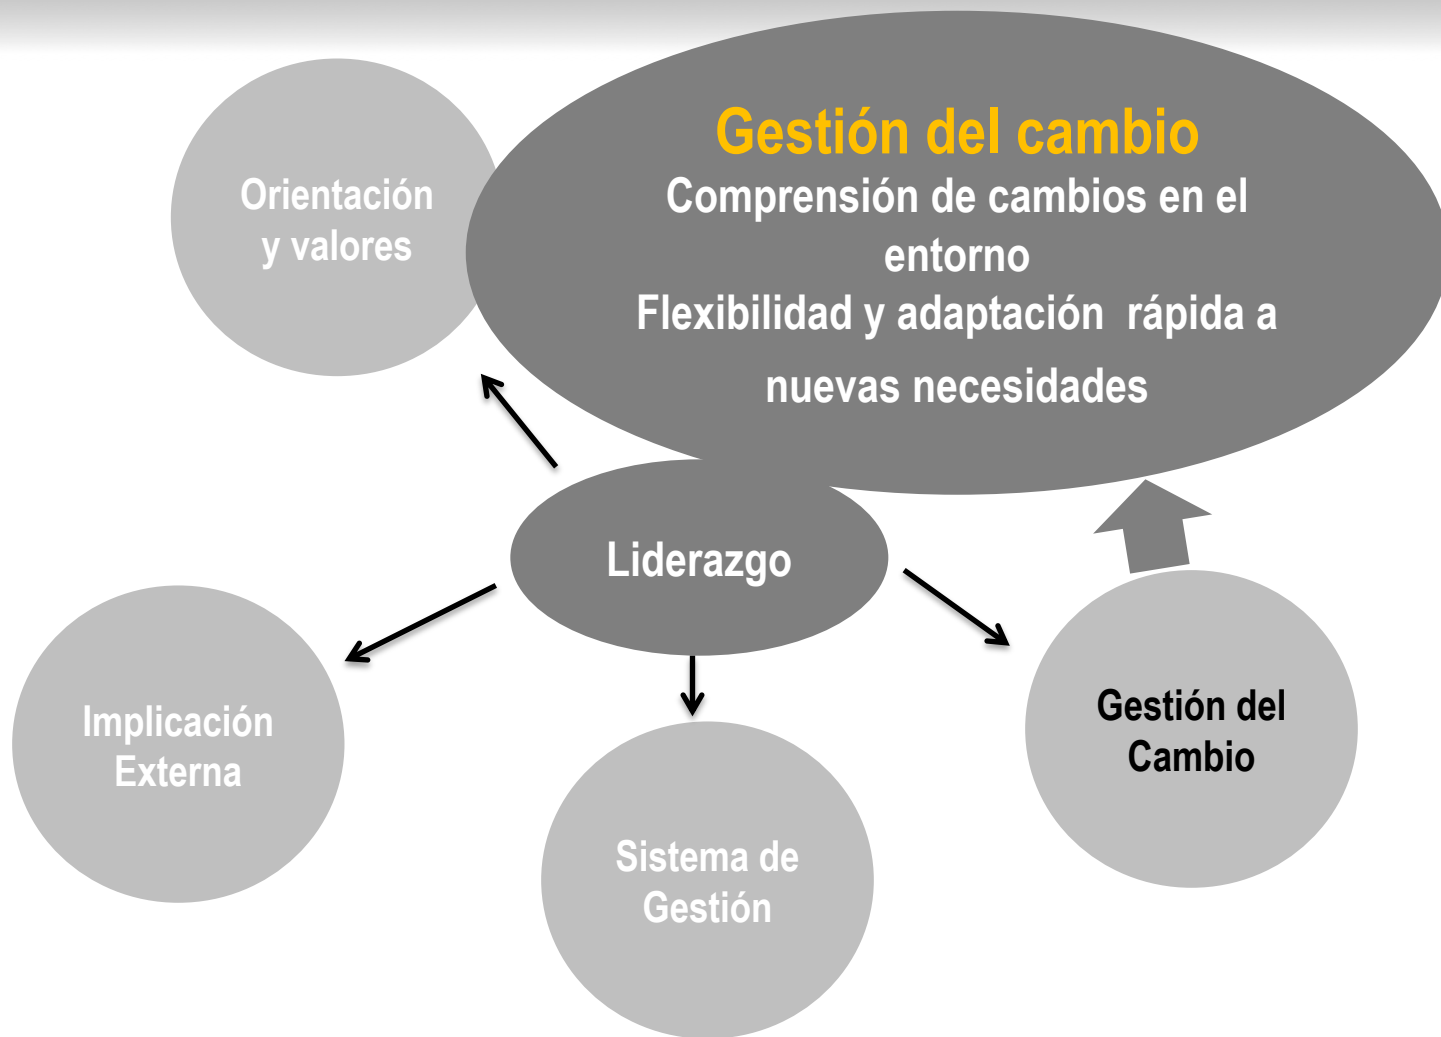 Gestión del cambio
Comprensión de cambios en el
entorno
Flexibilidad y adaptación rápida a
nuevas necesidades
Orientación
y valores
Liderazgo
Implicación
Externa
Sistema de
Gestión
Gestión del
Cambio